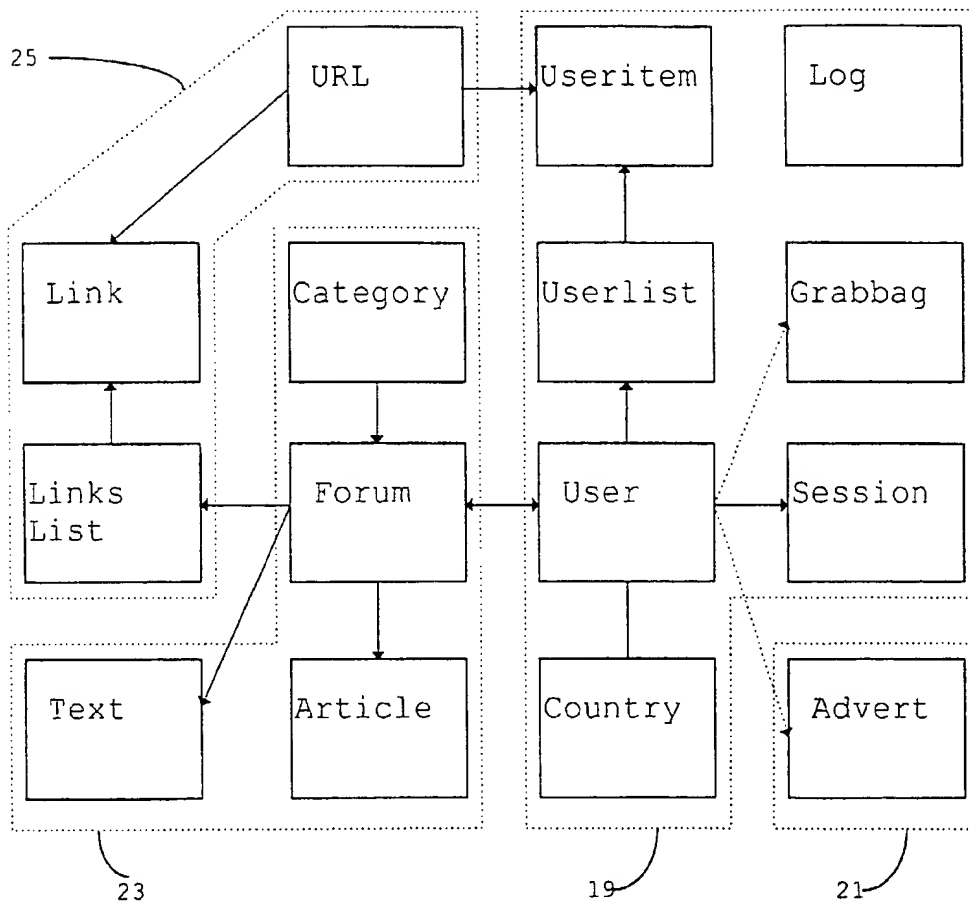 25
URL
Useritem
Log
Link
Category
Userlist
Grabbag
Links
List
Forum
User
Session
Text
Article
Country
Advert
23
19
21